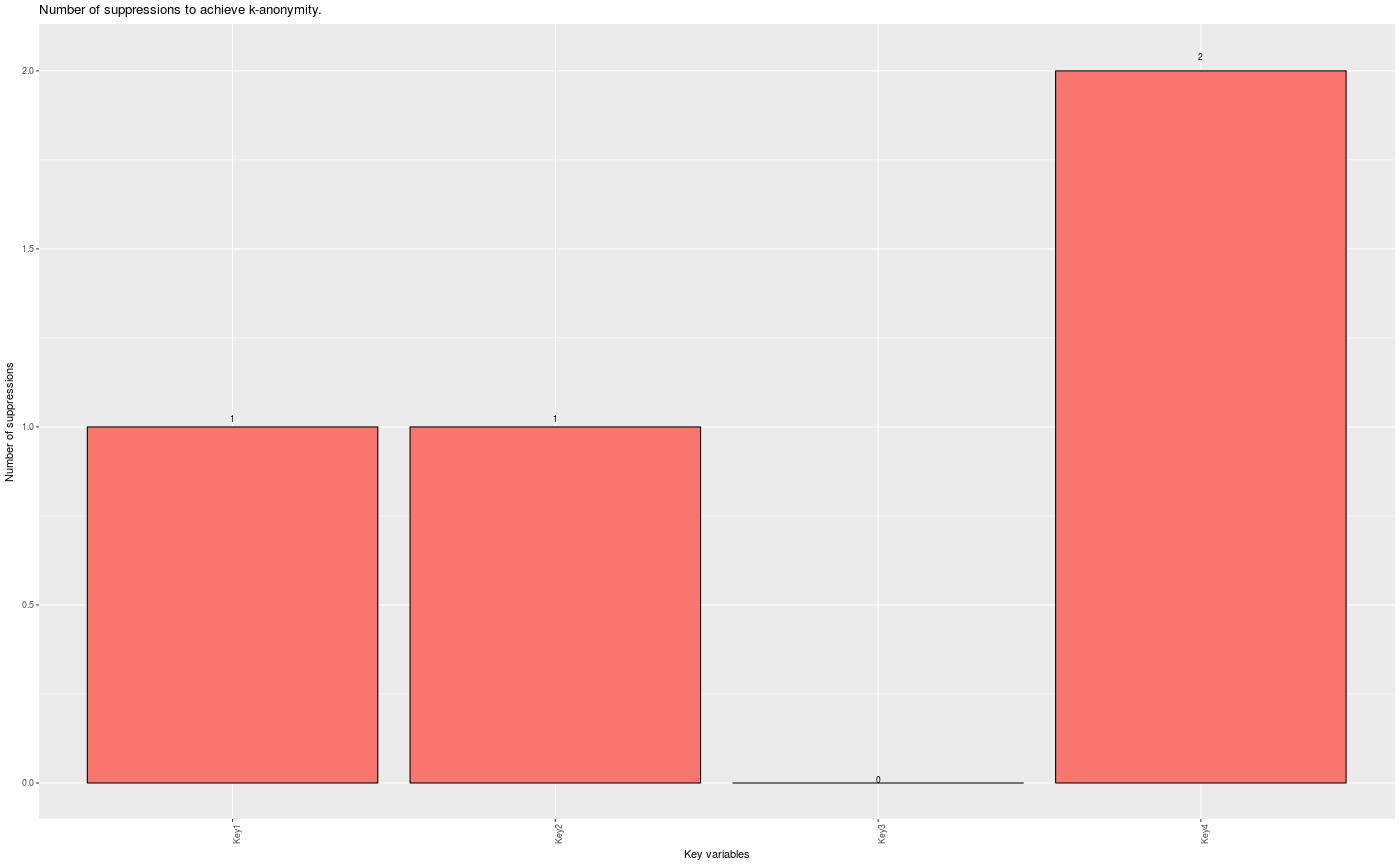 Number of suppressions to achieve k-anonymity.
2
2.0
1.5
Number of suppressions
1
1
1.0
0.5
0
0.0
Key1
Key2
Key3
Key4
Key variables